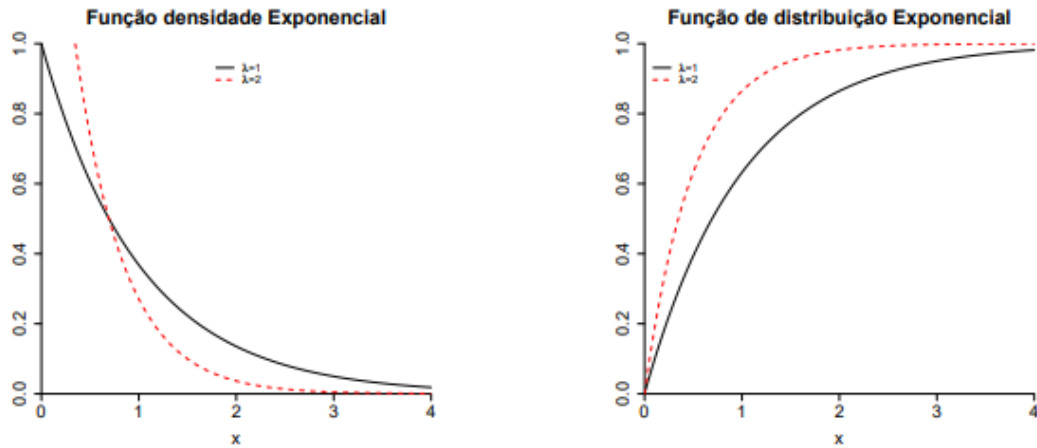 Função densidade Exponencial
1.0
0.8
0.6
0.4
0.2
0.0
λ=1
λ=2
0 1 2 3 4
x
Função de distribuição Exponencial
1.0
0.8
0.6
0.4
0.2
0.0
λ=1
λ=2
0 1 2 3 4
x